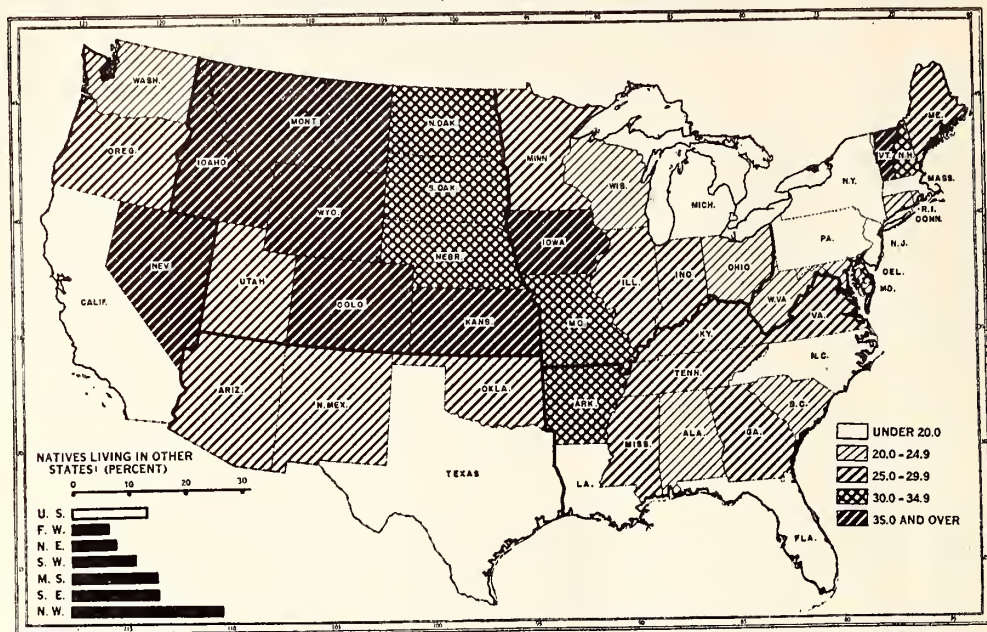 WASH.
MONT.
N.DAK.
MINN.
ME.
OREG.
IDAHO
VT.
N.H.
S.DAK.
WIS.
N.Y.
MASS.
WYO.
MICH.
R.I.
CONN.
IOWA
PA.
N.J.
NEBR.
NEV.
UTAH
OHIO
ILL.
IND.
DEL.
MD.
CALIF.
COLO.
W.VA.
KANS.
MO.
VA.
KY.
N.C.
TENN.
ARIZ.
N.MEX.
OKLA.
ARK.
S.C.
MISS.
ALA.
GA.
TEXAS
LA.
FLA.
UNDER 20.0
20.0-24.9
25.0-29.9
30.0-34.9
35.0 AND OVER
NATIVES LIVING IN OTHER
STATES¹ (PERCENT)
0 10 20 30
U. S.
F. W.
N. E.
S. W.
M. S.
S. E.
N. W.